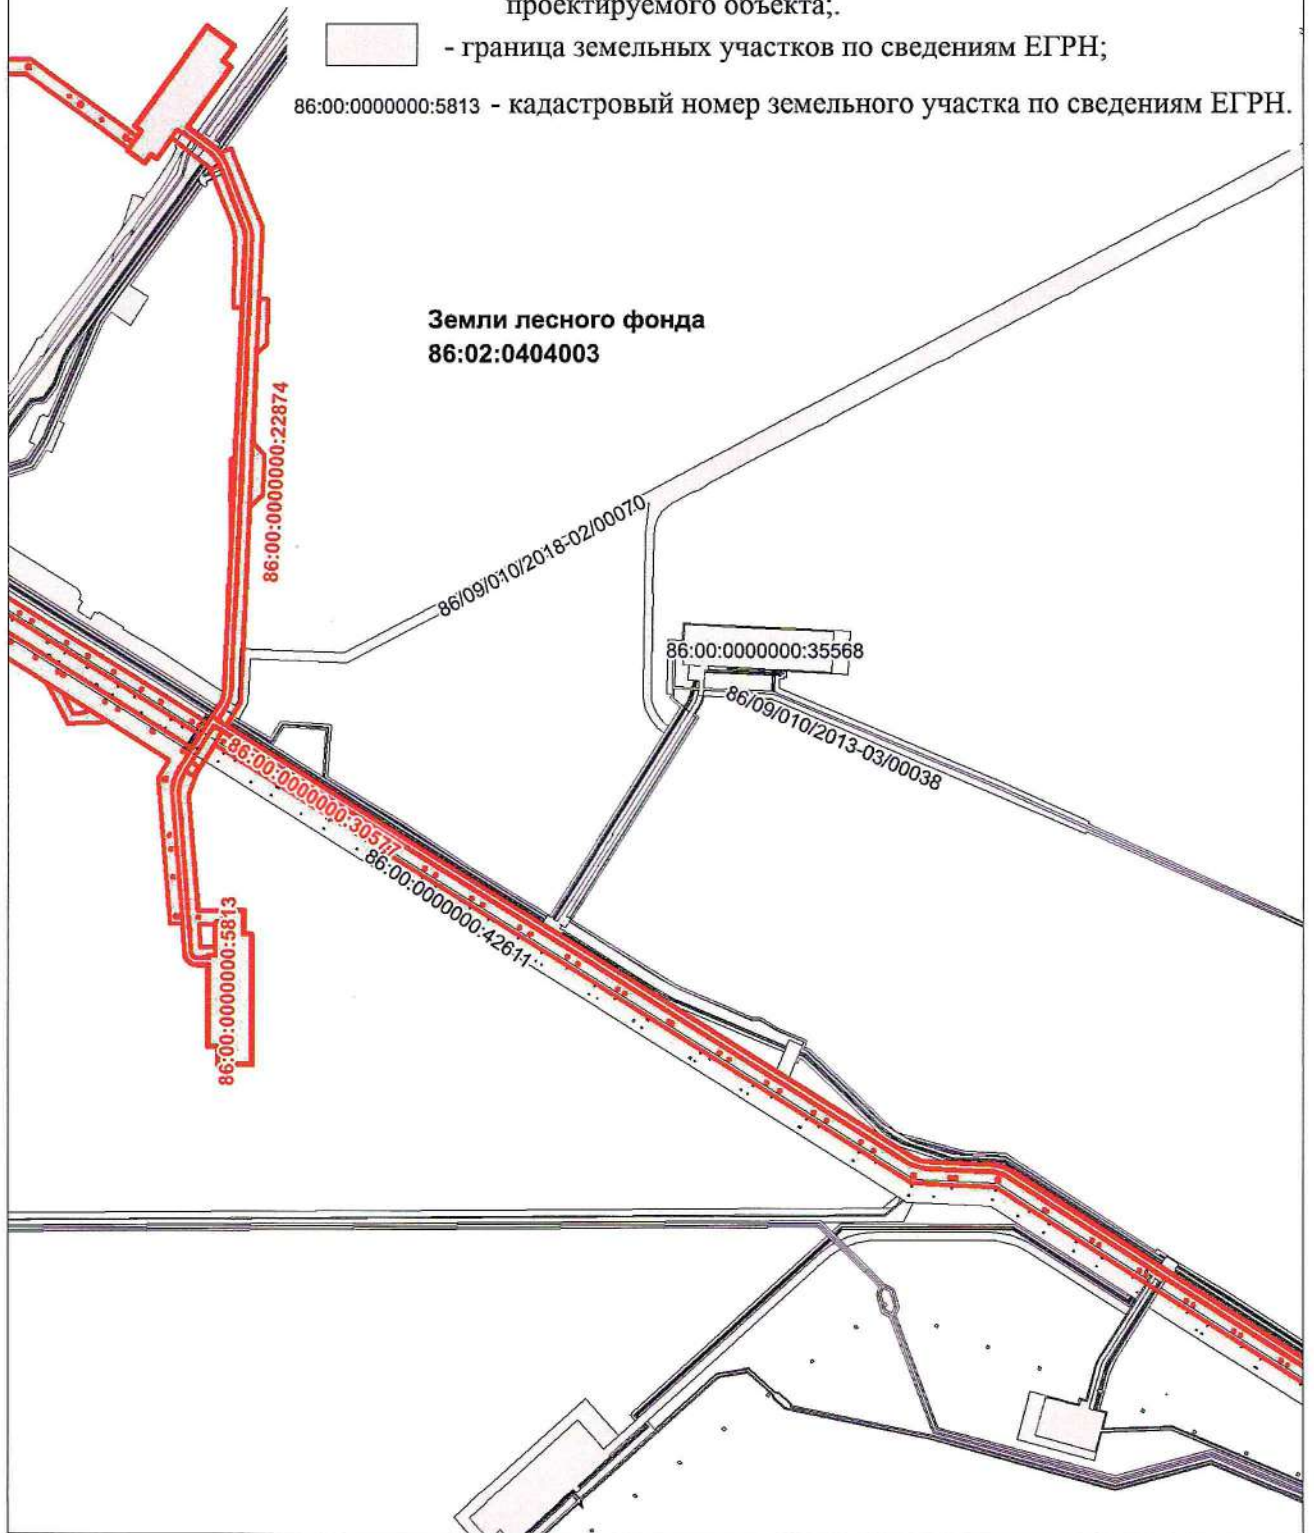 проектируемого объекта;.
- граница земельных участков по сведениям ЕГРН;
86:00:0000000:5813 - кадастровый номер земельного участка по сведениям ЕГРН.
Земли лесного фонда
86:02:0404003
86:00:0000000:22874
86/09/010/2018-02/00070
86:00:0000000:35568
86/09/010/2013-03/00038
86:00:0000000:30577
86:00:0000000:42611
86:00:0000000:5813